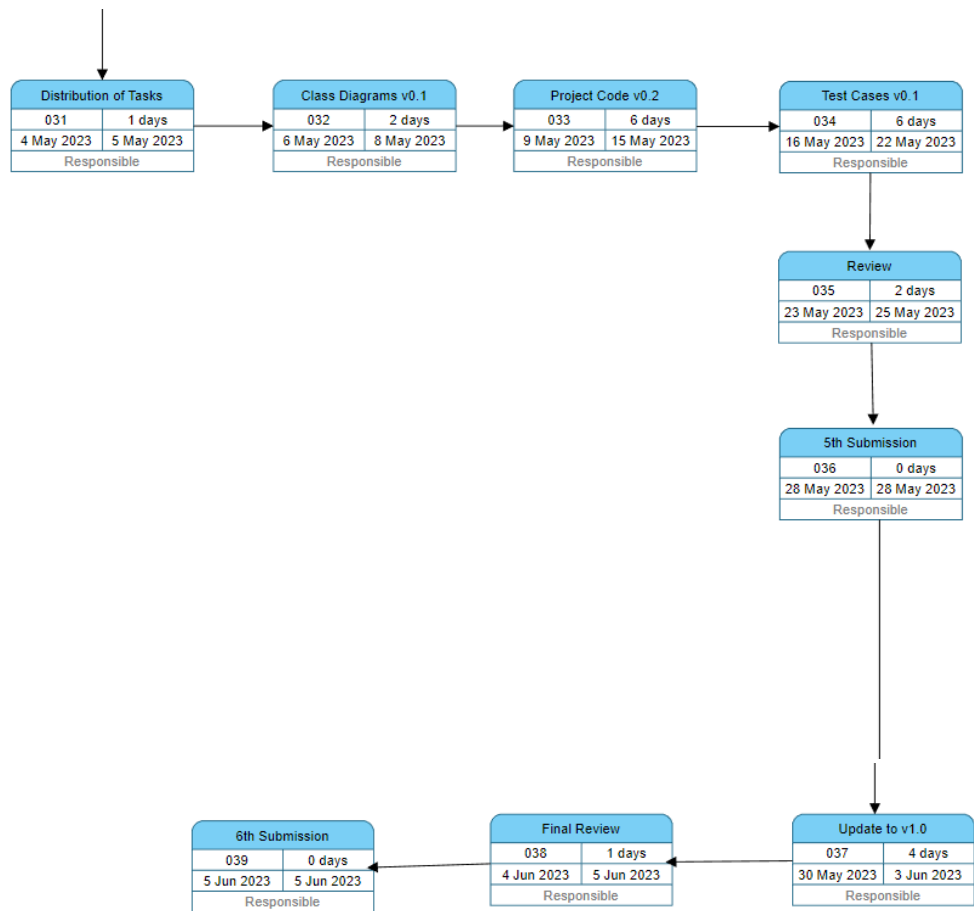 Distribution of Tasks
031 1 days
4 May 2023 5 May 2023
Responsible
Class Diagrams v0.1
032 2 days
6 May 2023 8 May 2023
Responsible
Project Code v0.2
033 6 days
9 May 2023 15 May 2023
Responsible
Test Cases v0.1
034 6 days
16 May 2023 22 May 2023
Responsible
Review
035 2 days
23 May 2023 25 May 2023
Responsible
5th Submission
036 0 days
28 May 2023 28 May 2023
Responsible
Update to v1.0
037 4 days
30 May 2023 3 Jun 2023
Responsible
Final Review
038 1 days
4 Jun 2023 5 Jun 2023
Responsible
6th Submission
039 0 days
5 Jun 2023 5 Jun 2023
Responsible